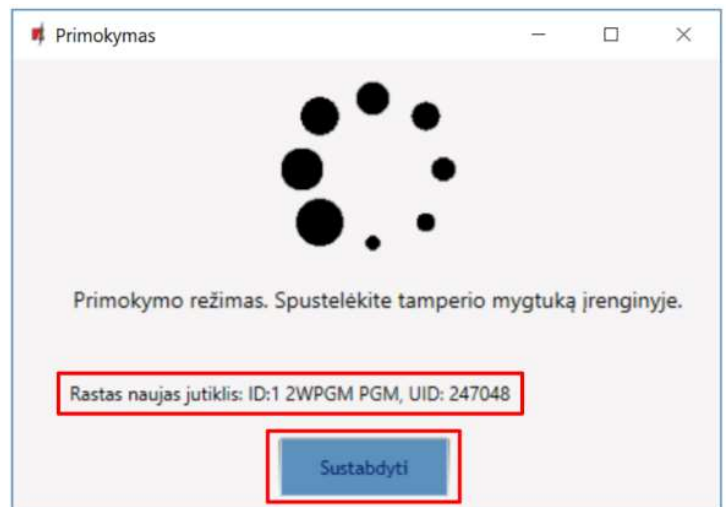 Primokymas
Primokymo režimas. Spustelėkite tamperio mygtuką įrenginyje.
Rastas naujas jutiklis: ID:1 2WPGM PGM, UID: 247048
Sustabdyti